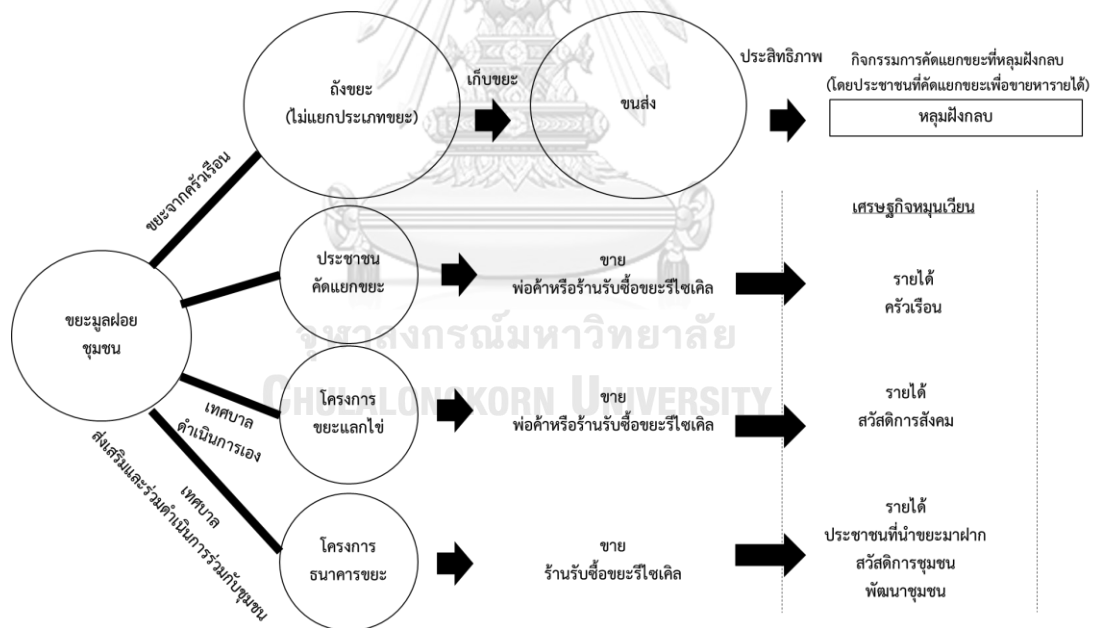 ถังขยะ
(ไม่แยกประเภทขยะ)
เก็บขยะ
ขนส่ง
ประสิทธิภาพ
กิจกรรมการคัดแยกขยะที่หลุมฝังกลบ
(โดยประชาชนที่คัดแยกขยะเพื่อขายหารายได้)
หลุมฝังกลบ
ขยะจากครัวเรือน
เศรษฐกิจหมุนเวียน
ประชาชน
คัดแยกขยะ
ขาย
พ่อค้าหรือร้านรับซื้อขยะรีไซเคิล
รายได้
ครัวเรือน
ขยะมูลฝอย
ชุมชน
จุฬาลงกรณ์มหาวิทยาลัย
CHULALONGKORN UNIVERSITY
เทศบาล
ดำเนินการเอง
โครงการ
ขยะแลกไข่
ขาย
พ่อค้าหรือร้านรับซื้อขยะรีไซเคิล
รายได้
สวัสดิการสังคม
เทศบาล
ส่งเสริมและร่วมดำเนินการร่วมกับชุมชน
โครงการ
ธนาคารขยะ
ขาย
ร้านรับซื้อขยะรีไซเคิล
รายได้
ประชาชนที่นำขยะมาฝาก
สวัสดิการชุมชน
พัฒนาชุมชน